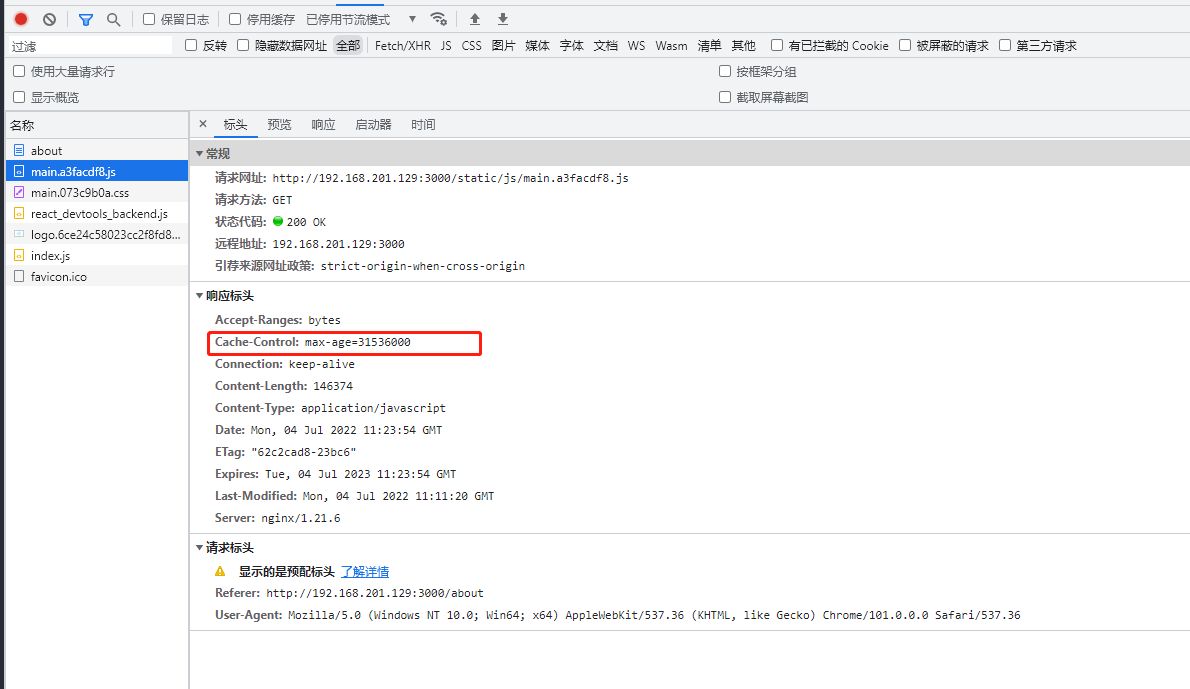 保留日志 停用缓存 已停用节流模式
过滤 反转 隐藏数据网址 全部 Fetch/XHR JS CSS 图片 媒体 字体 文档 WS Wasm 清单 其他 有已拦截的 Cookie 被屏蔽的请求 第三方请求
使用大量请求行 按框架分组
显示概览 截取屏幕截图
名称
about
main.a3facdf8.js
main.073c9b0a.css
react_devtools_backend.js
logo.6ce24c58023cc2f8fd8...
index.js
favicon.ico
× 标头 预览 响应 启动器 时间
常规
请求网址: http://192.168.201.129:3000/static/js/main.a3facdf8.js
请求方法: GET
状态代码: 200 OK
远程地址: 192.168.201.129:3000
引荐来源网址政策: strict-origin-when-cross-origin
响应标头
Accept-Ranges: bytes
Cache-Control: max-age=31536000
Connection: keep-alive
Content-Length: 146374
Content-Type: application/javascript
Date: Mon, 04 Jul 2022 11:23:54 GMT
ETag: "62c2cad8-23bc6"
Expires: Tue, 04 Jul 2023 11:23:54 GMT
Last-Modified: Mon, 04 Jul 2022 11:11:20 GMT
Server: nginx/1.21.6
请求标头
显示的是预配标头 了解详情
Referer: http://192.168.201.129:3000/about
User-Agent: Mozilla/5.0 (Windows NT 10.0; Win64; x64) AppleWebKit/537.36 (KHTML, like Gecko) Chrome/101.0.0.0 Safari/537.36